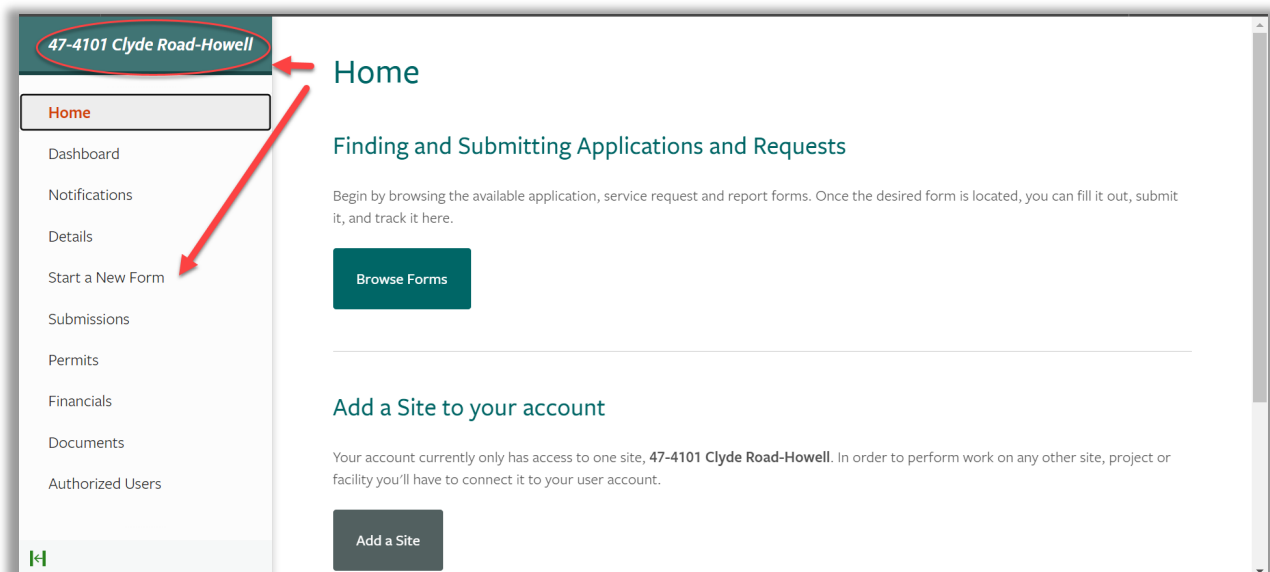 47-4101 Clyde Road-Howell
Home
Dashboard
Notifications
Details
Start a New Form
Submissions
Permits
Financials
Documents
Authorized Users
Home
Finding and Submitting Applications and Requests
Begin by browsing the available application, service request and report forms. Once the desired form is located, you can fill it out, submit
it, and track it here.
Browse Forms
Add a Site to your account
Your account currently only has access to one site, 47-4101 Clyde Road-Howell. In order to perform work on any other site, project or
facility you'll have to connect it to your user account.
Add a Site